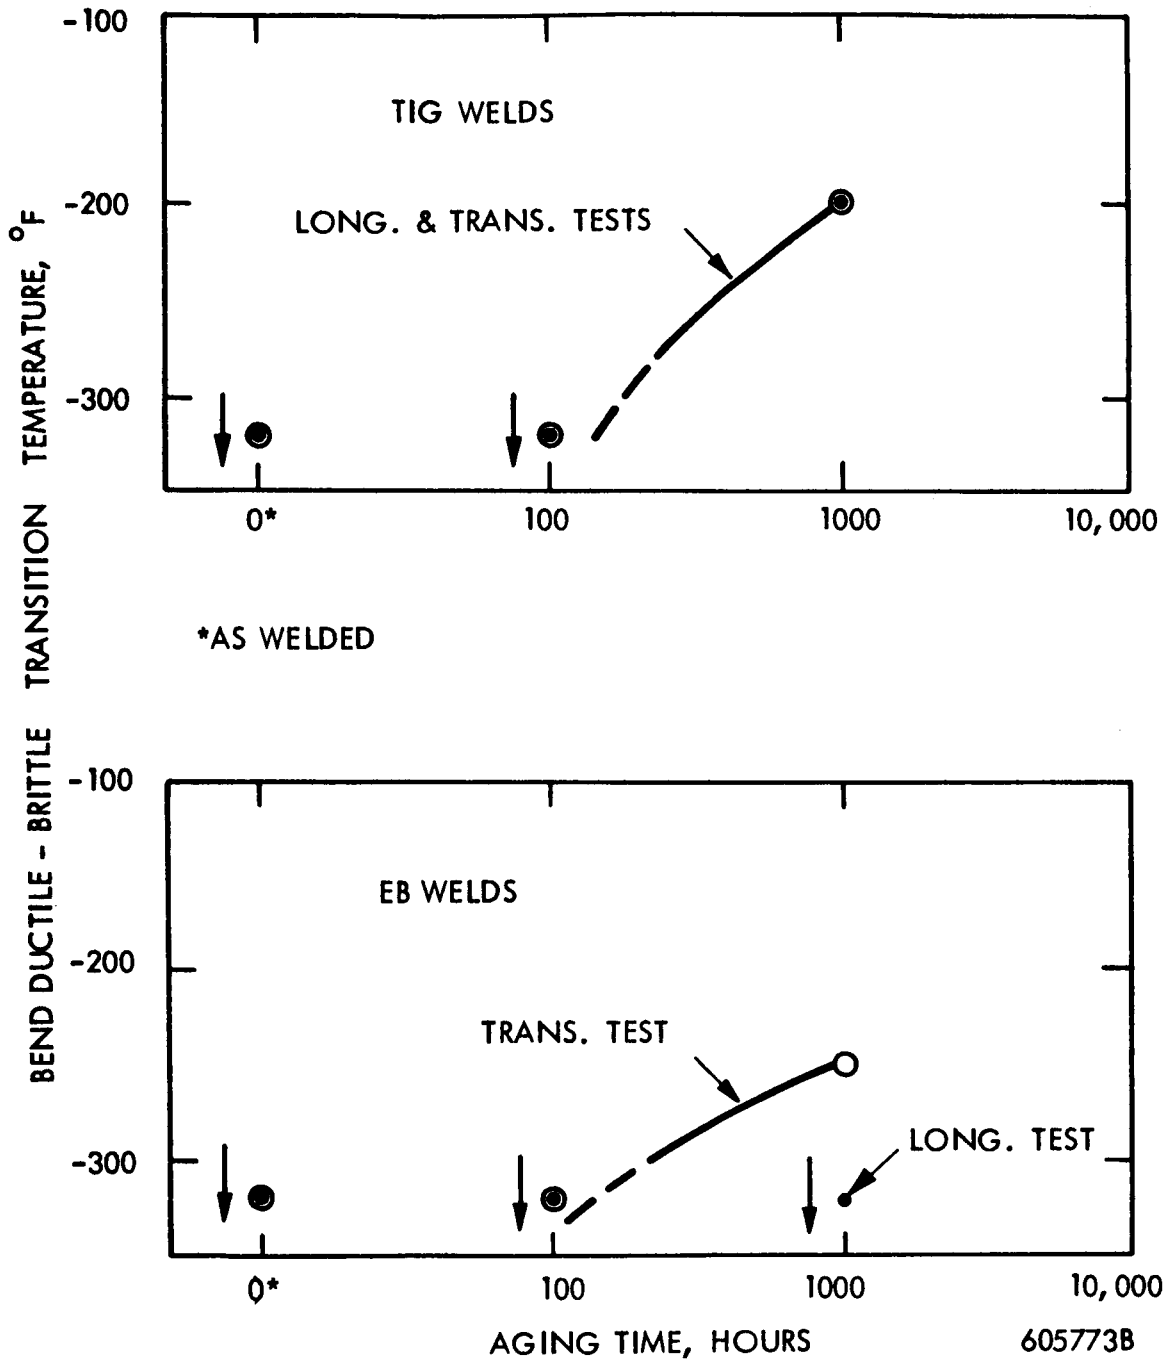 BEND DUCTILE - BRITTLE TRANSITION TEMPERATURE, °F
-100
TIG WELDS
-200
LONG. & TRANS. TESTS
-300
0* 100 1000 10,000
*AS WELDED
-100
EB WELDS
-200
TRANS. TEST
LONG. TEST
-300
0* 100 1000 10,000
AGING TIME, HOURS
605773B